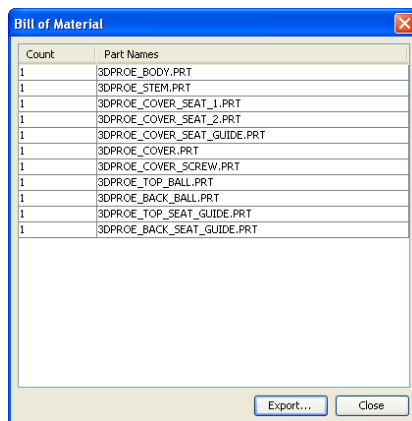 Bill of Material
Count Part Names
1 3DPROE_BODY.PRT
1 3DPROE_STEM.PRT
1 3DPROE_COVER_SEAT_1.PRT
1 3DPROE_COVER_SEAT_2.PRT
1 3DPROE_COVER_SEAT_GUIDE.PRT
1 3DPROE_COVER.PRT
1 3DPROE_COVER_SCREW.PRT
1 3DPROE_TOP_BALL.PRT
1 3DPROE_BACK_BALL.PRT
1 3DPROE_TOP_SEAT_GUIDE.PRT
1 3DPROE_BACK_SEAT_GUIDE.PRT
Export... Close